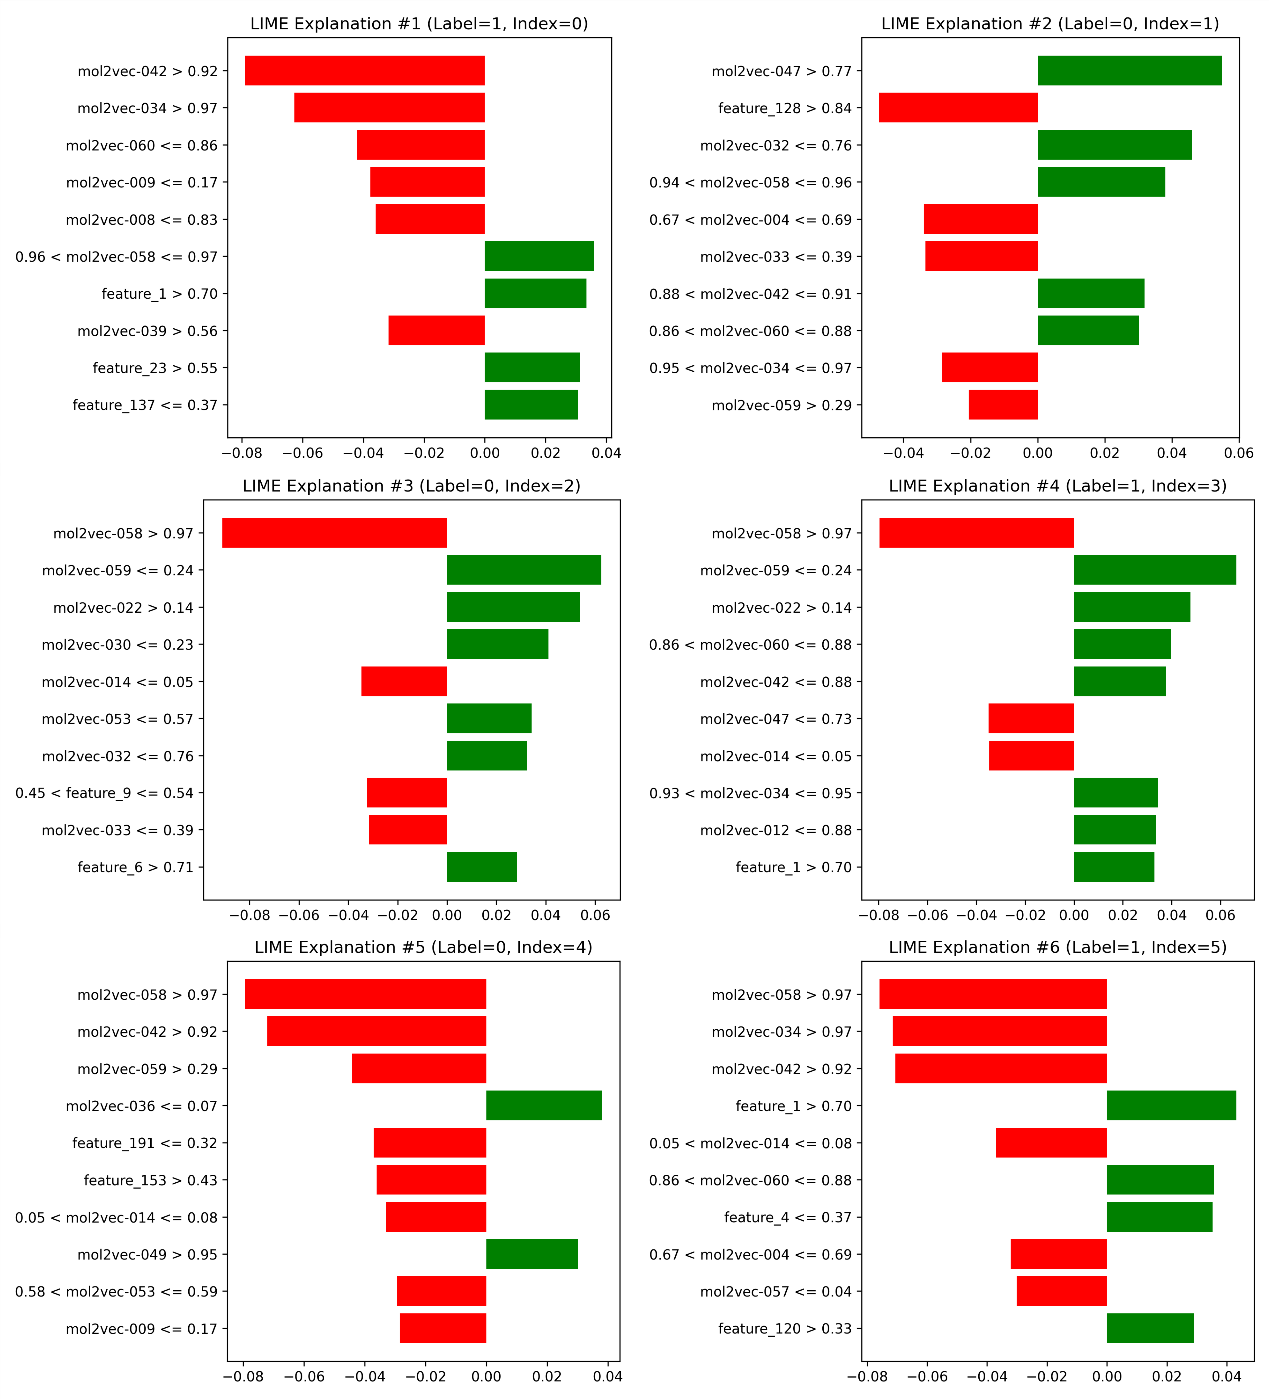 LIME Explanation #1 (Label=1, Index=0)
mol2vec-042 > 0.92
mol2vec-034 > 0.97
mol2vec-060 <= 0.86
mol2vec-009 <= 0.17
mol2vec-008 <= 0.83
0.96 < mol2vec-058 <= 0.97
feature_1 > 0.70
mol2vec-039 > 0.56
feature_23 > 0.55
feature_137 <= 0.37
−0.08 −0.06 −0.04 −0.02 0.00 0.02 0.04
LIME Explanation #2 (Label=0, Index=1)
mol2vec-047 > 0.77
feature_128 > 0.84
mol2vec-032 <= 0.76
0.94 < mol2vec-058 <= 0.96
0.67 < mol2vec-004 <= 0.69
mol2vec-033 <= 0.39
0.88 < mol2vec-042 <= 0.91
0.86 < mol2vec-060 <= 0.88
0.95 < mol2vec-034 <= 0.97
mol2vec-059 > 0.29
−0.04 −0.02 0.00 0.02 0.04 0.06
LIME Explanation #3 (Label=0, Index=2)
mol2vec-058 > 0.97
mol2vec-059 <= 0.24
mol2vec-022 > 0.14
mol2vec-030 <= 0.23
mol2vec-014 <= 0.05
mol2vec-053 <= 0.57
mol2vec-032 <= 0.76
0.45 < feature_9 <= 0.54
mol2vec-033 <= 0.39
feature_6 > 0.71
−0.08 −0.06 −0.04 −0.02 0.00 0.02 0.04 0.06
LIME Explanation #4 (Label=1, Index=3)
mol2vec-058 > 0.97
mol2vec-059 <= 0.24
mol2vec-022 > 0.14
0.86 < mol2vec-060 <= 0.88
mol2vec-042 <= 0.88
mol2vec-047 <= 0.73
mol2vec-014 <= 0.05
0.93 < mol2vec-034 <= 0.95
mol2vec-012 <= 0.88
feature_1 > 0.70
−0.08 −0.06 −0.04 −0.02 0.00 0.02 0.04 0.06
LIME Explanation #5 (Label=0, Index=4)
mol2vec-058 > 0.97
mol2vec-042 > 0.92
mol2vec-059 > 0.29
mol2vec-036 <= 0.07
feature_191 <= 0.32
feature_153 > 0.43
0.05 < mol2vec-014 <= 0.08
mol2vec-049 > 0.95
0.58 < mol2vec-053 <= 0.59
mol2vec-009 <= 0.17
−0.08 −0.06 −0.04 −0.02 0.00 0.02 0.04
LIME Explanation #6 (Label=1, Index=5)
mol2vec-058 > 0.97
mol2vec-034 > 0.97
mol2vec-042 > 0.92
feature_1 > 0.70
0.05 < mol2vec-014 <= 0.08
0.86 < mol2vec-060 <= 0.88
feature_4 <= 0.37
0.67 < mol2vec-004 <= 0.69
mol2vec-057 <= 0.04
feature_120 > 0.33
−0.08 −0.06 −0.04 −0.02 0.00 0.02 0.04